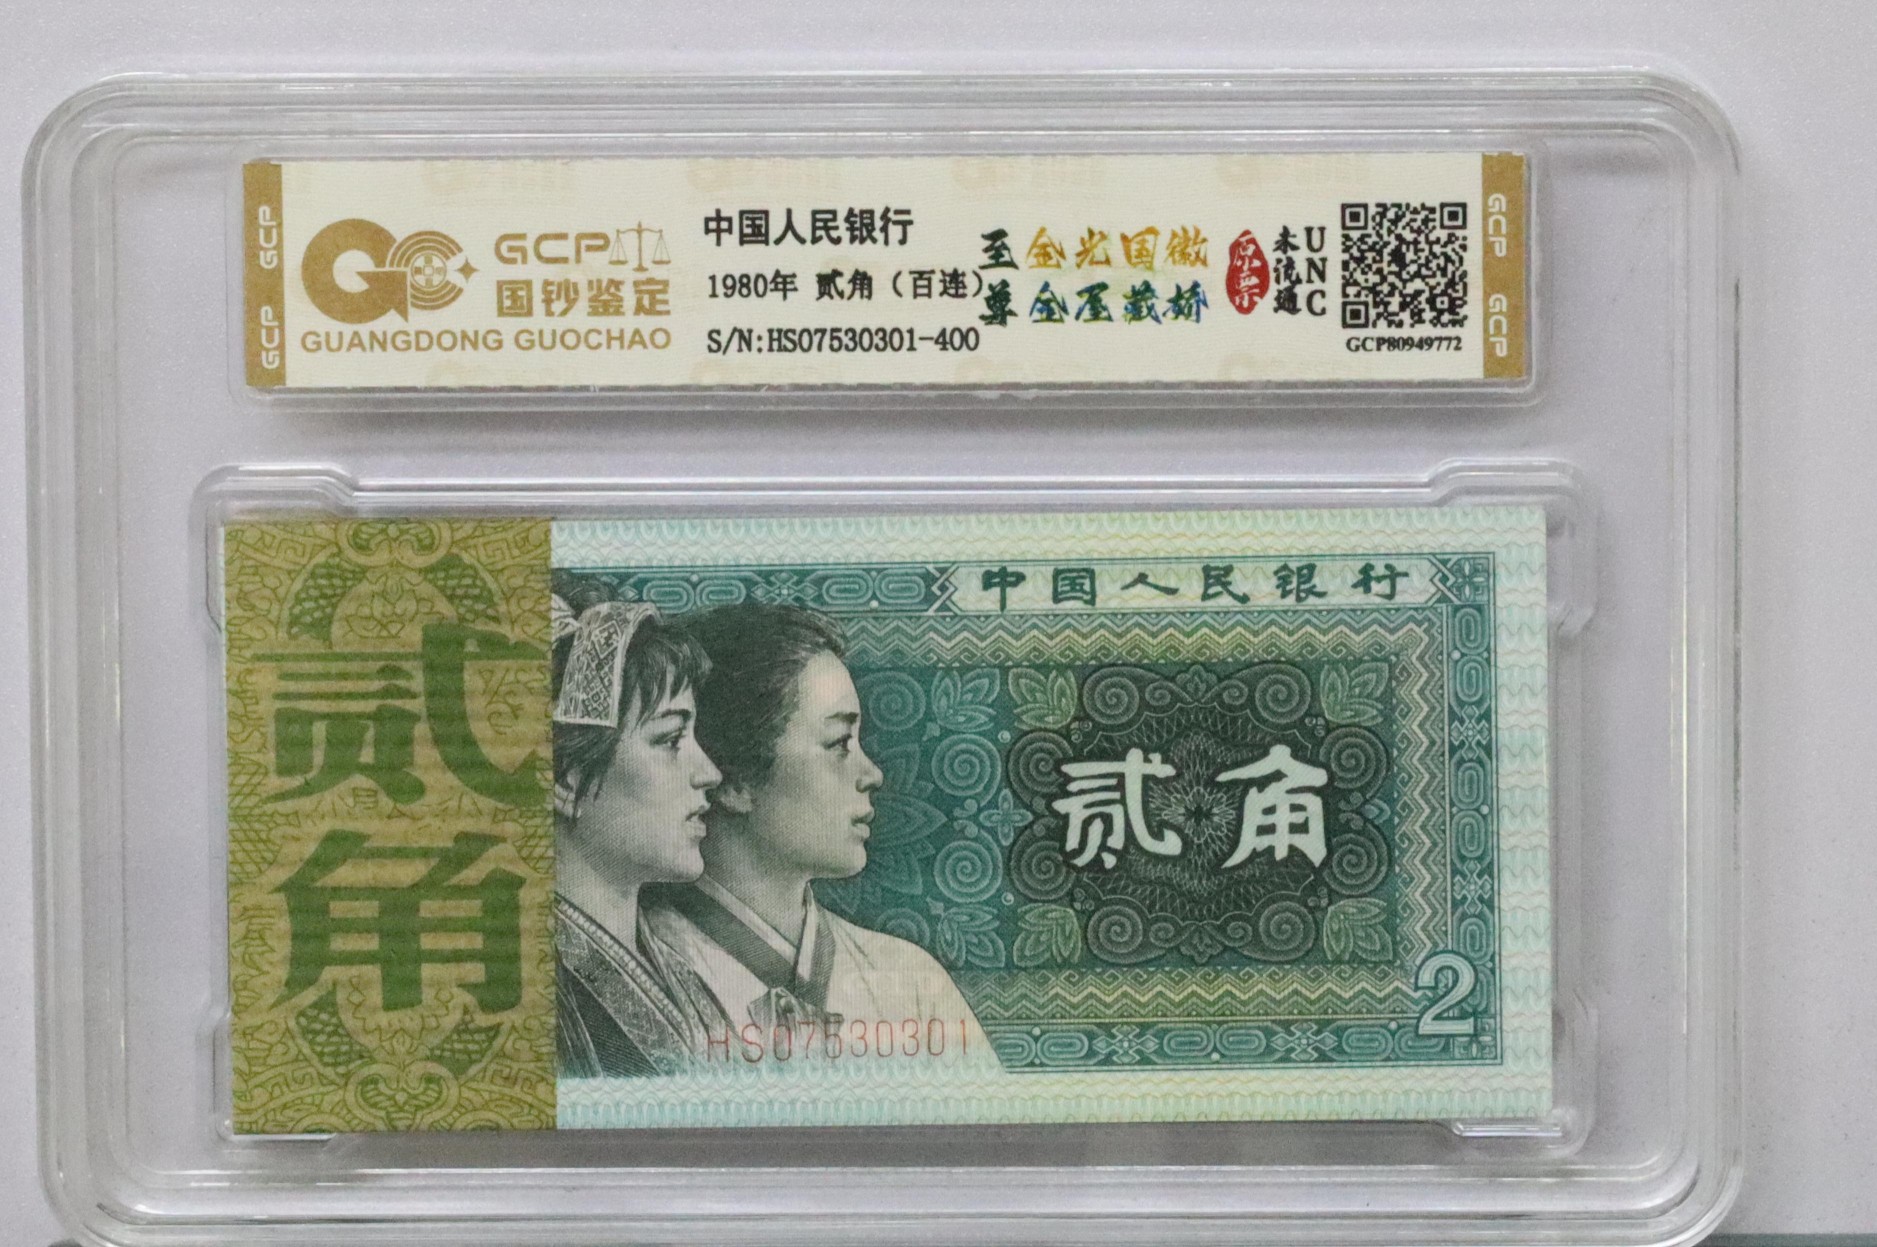 GCP
GCP
GCP
国钞鉴定
GUANGDONG GUOCHAO
中国人民银行
1980年 贰角（百连）
S/N:HS07530301-400
至尊
金光国徽
金屋藏娇
原票
未流通
UNC
GCP80949772
GCP
GCP
贰角
中国人民银行
贰角
2
HS07530301